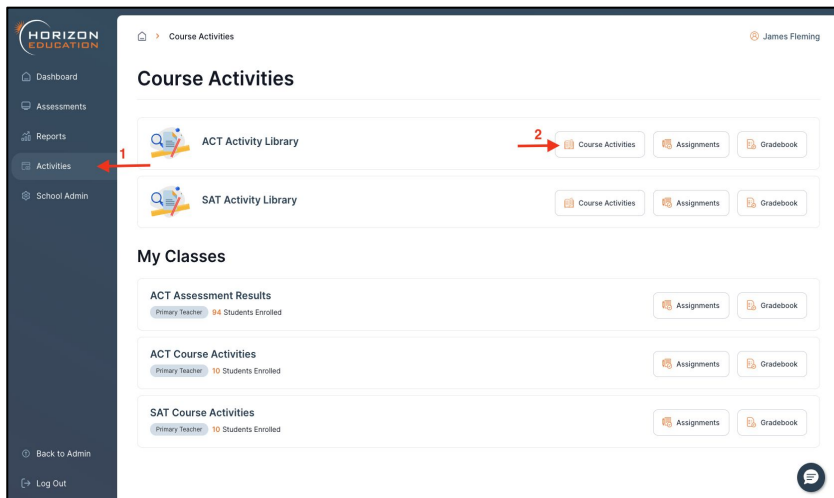 HORIZON
EDUCATION
Dashboard
Assessments
Reports
Activities
School Admin
Back to Admin
Log Out
> Course Activities
James Fleming
Course Activities
1
ACT Activity Library
2
Course Activities Assignments Gradebook
SAT Activity Library
Course Activities Assignments Gradebook
My Classes
ACT Assessment Results
Primary Teacher 94 Students Enrolled
Assignments Gradebook
ACT Course Activities
Primary Teacher 10 Students Enrolled
Assignments Gradebook
SAT Course Activities
Primary Teacher 10 Students Enrolled
Assignments Gradebook